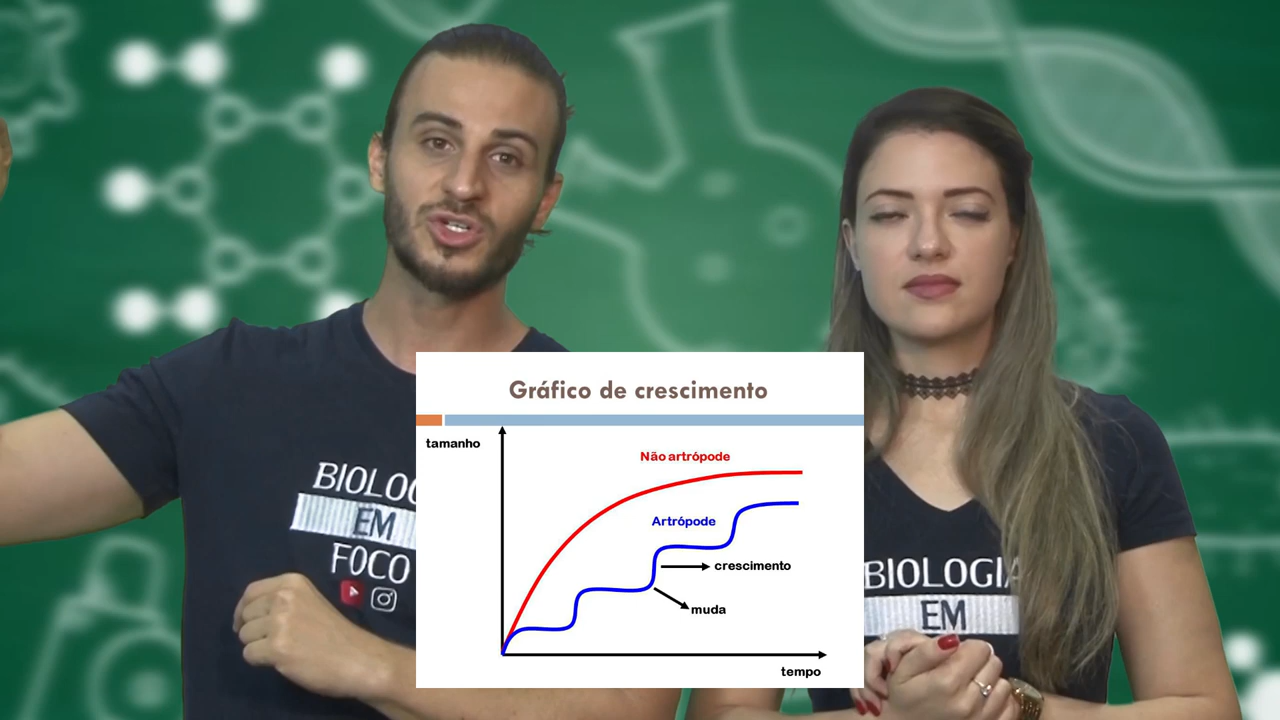 Gráfico de crescimento
tamanho
Não artrópode
Artrópode
crescimento
muda
tempo
BIOLOG
EM
FOCO
BIOLOGIA
EM